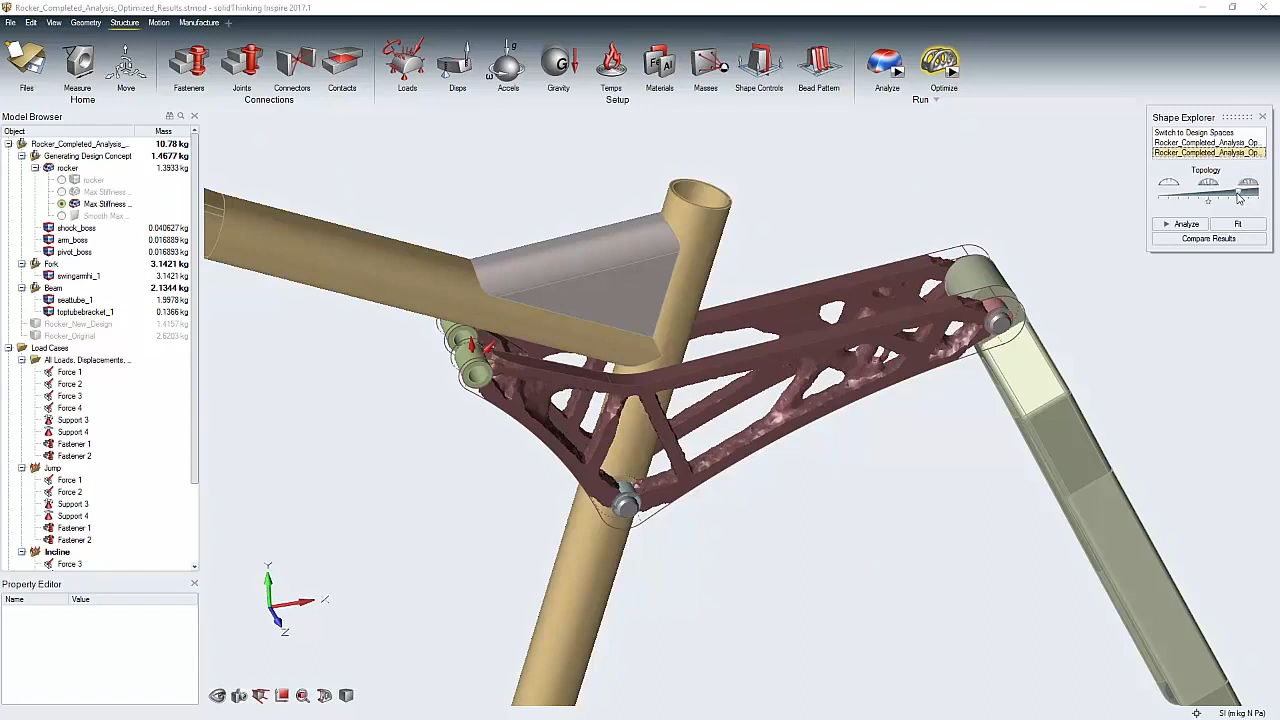 Rocker_Completed_Analysis_Optimized_Results.stmod - solidThinking Inspire 2017.1
File Edit View Geometry Structure Motion Manufacture
Files Measure Move Fasteners Joints Connectors Contacts Loads Disps Accels Gravity Temps Materials Masses Shape Controls Bead Pattern Analyze Optimize
Home Connections Setup Run
Model Browser
Object Mass
Rocker_Completed_Analysis_... 10.78 kg
Generating Design Concept 1.4677 kg
rocker 1.3933 kg
rocker
Max Stiffness ...
Max Stiffness ...
Smooth Max ...
shock_boss 0.040627 kg
arm_boss 0.016889 kg
pivot_boss 0.016893 kg
Fork 3.1421 kg
swingarmhi_1 3.1421 kg
Beam 2.1344 kg
seattube_1 1.9978 kg
toptubebracket_1 0.1366 kg
Rocker_New_Design 1.4157 kg
Rocker_Original 2.6203 kg
Load Cases
All Loads, Displacements, ...
Force 1
Force 2
Force 3
Force 4
Support 3
Support 4
Fastener 1
Fastener 2
Jump
Force 1
Force 2
Support 3
Support 4
Fastener 1
Fastener 2
Incline
Force 3
Property Editor
Name Value
Shape Explorer
Switch to Design Spaces
Rocker_Completed_Analysis_Op...
Rocker_Completed_Analysis_Op...
Topology
Analyze Fit
Compare Results
Y
X
Z
SI (m kg N Pa)